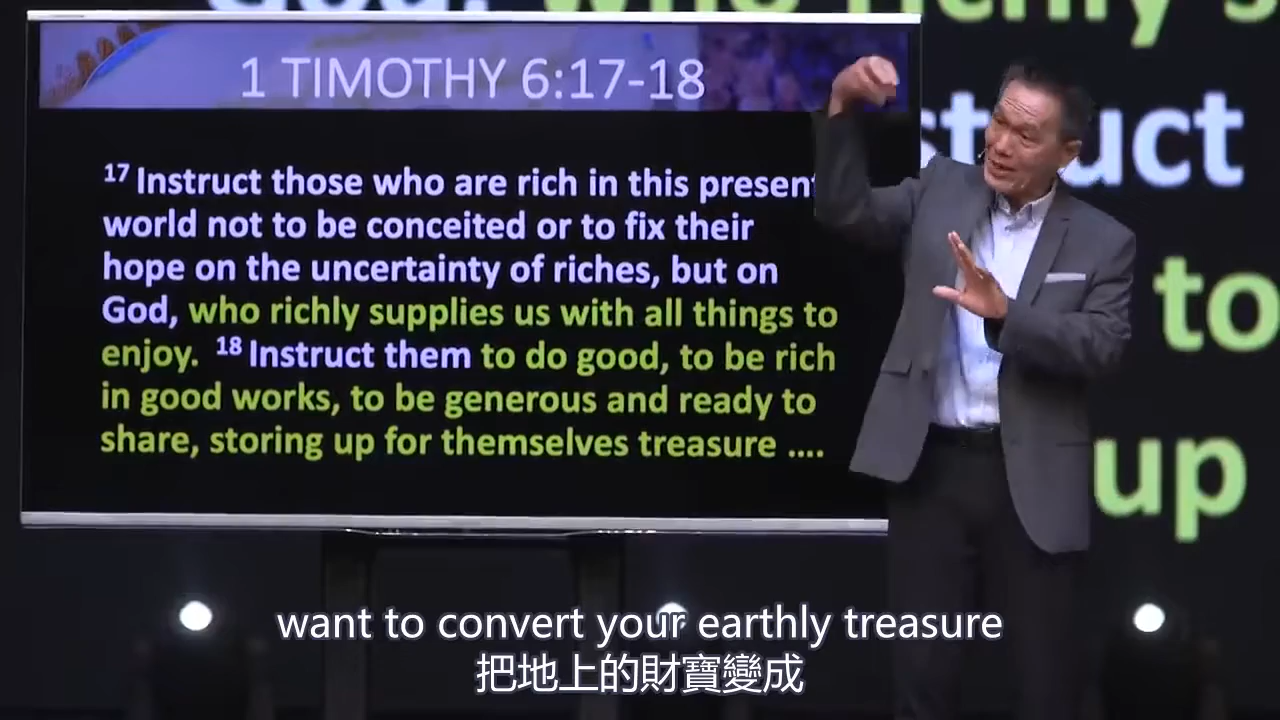 1 TIMOTHY 6:17-18
17 Instruct those who are rich in this present
world not to be conceited or to fix their
hope on the uncertainty of riches, but on
God, who richly supplies us with all things to
enjoy. 18 Instruct them to do good, to be rich
in good works, to be generous and ready to
share, storing up for themselves treasure ....
God, who richly s
struct
to
up
want to convert your earthly treasure
把地上的財寶變成